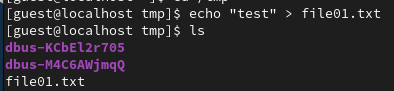 [guest@localhost tmp]$ echo "test" > file01.txt
[guest@localhost tmp]$ ls
dbus-KCbEl2r705
dbus-M4C6AWjmqQ
file01.txt